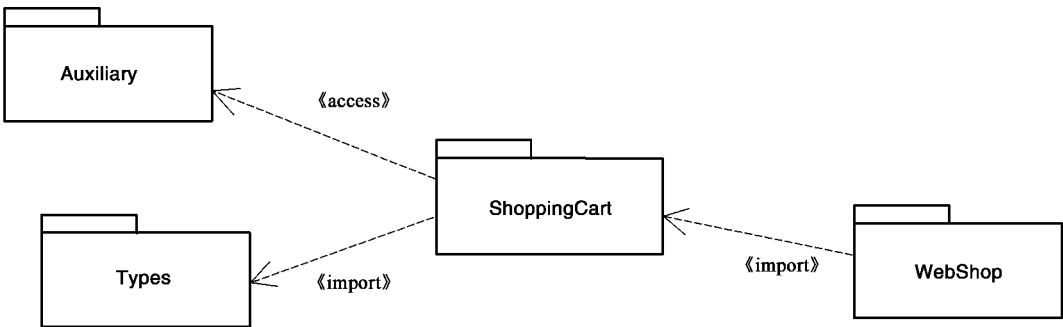 Auxiliary
《access》
ShoppingCart
Types
《import》
《import》
WebShop